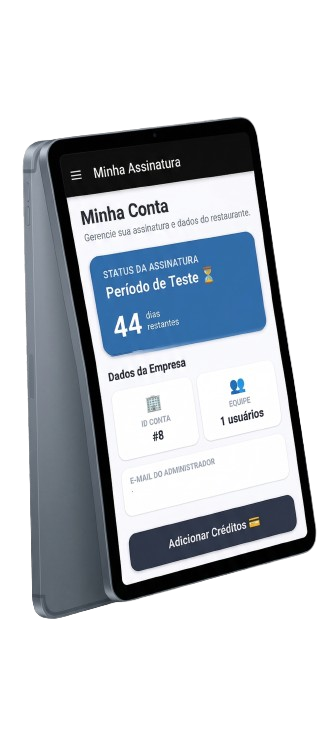 Minha Assinatura
Minha Conta
Gerencie sua assinatura e dados do restaurante.
STATUS DA ASSINATURA
Período de Teste ⏳
44 dias restantes
Dados da Empresa
ID CONTA
#8
EQUIPE
1 usuários
E-MAIL DO ADMINISTRADOR
Adicionar Créditos 💳